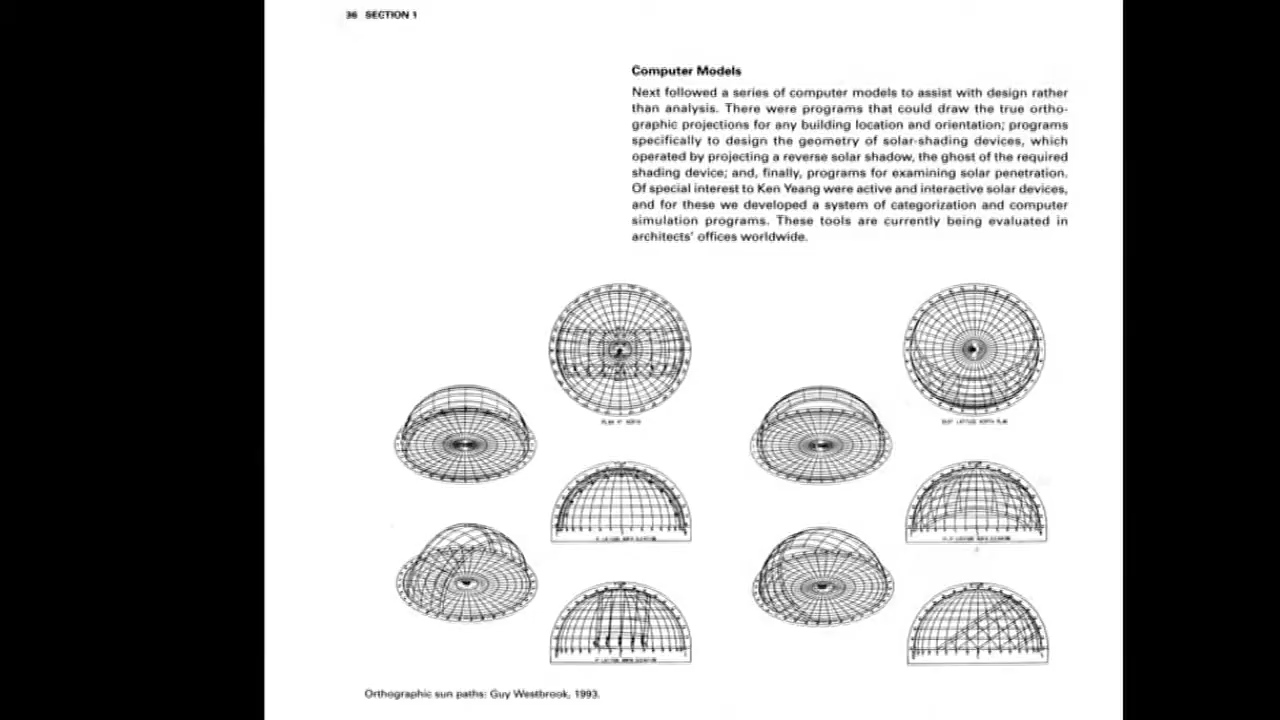 36 SECTION 1
Computer Models
Next followed a series of computer models to assist with design rather
than analysis. There were programs that could draw the true ortho-
graphic projections for any building location and orientation; programs
specifically to design the geometry of solar-shading devices, which
operated by projecting a reverse solar shadow, the ghost of the required
shading device; and, finally, programs for examining solar penetration.
Of special interest to Ken Yeang were active and interactive solar devices,
and for these we developed a system of categorization and computer
simulation programs. These tools are currently being evaluated in
architects' offices worldwide.
Orthographic sun paths: Guy Westbrook, 1993.